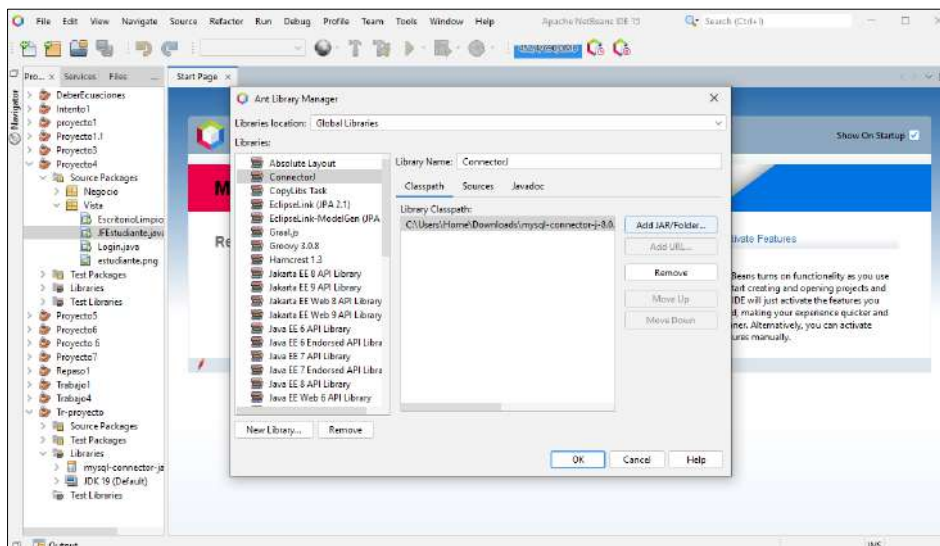 File Edit View Navigate Source Refactor Run Debug Profile Team Tools Window Help
Apache NetBeans IDE 15
Search (Ctrl+I)
Pro... × Services Files
Start Page ×
Navigator
DeberEcuaciones
Intento1
proyecto1
Proyecto1.1
Proyecto3
Proyecto4
Source Packages
Negocio
Vista
EscritorioLimpio
JFEstudiante.java
Login.java
estudiante.png
Test Packages
Libraries
Test Libraries
Proyecto5
Proyecto6
Proyecto 6
Proyecto7
Repaso1
Trabajo1
Trabajo4
Tr-proyecto
Source Packages
Test Packages
Libraries
mysql-connector-ja
JDK 19 (Default)
Test Libraries
Output
Show On Startup
M
Re
Ant Library Manager
Libraries location: Global Libraries
Libraries:
Absolute Layout
ConnectorJ
CopyLibs Task
EclipseLink (JPA 2.1)
EclipseLink-ModelGen (JPA
Graal.js
Groovy 3.0.8
Hamcrest 1.3
Jakarta EE 8 API Library
Jakarta EE 9 API Library
Jakarta EE Web 8 API Library
Jakarta EE Web 9 API Library
Java EE 6 API Library
Java EE 6 Endorsed API Libra
Java EE 7 API Library
Java EE 7 Endorsed API Libra
Java EE 8 API Library
Java EE Web 6 API Library
New Library... Remove
Library Name: ConnectorJ
Classpath Sources Javadoc
Library Classpath:
C:\Users\Home\Downloads\mysql-connector-j-8.0.
Add JAR/Folder...
Add URL...
Remove
Move Up
Move Down
OK Cancel Help
ivate Features
Beans turns on functionality as you use
tart creating and opening projects and
IDE will just activate the features you
d, making your experience quicker and
ner. Alternatively, you can activate
ures manually.
INS